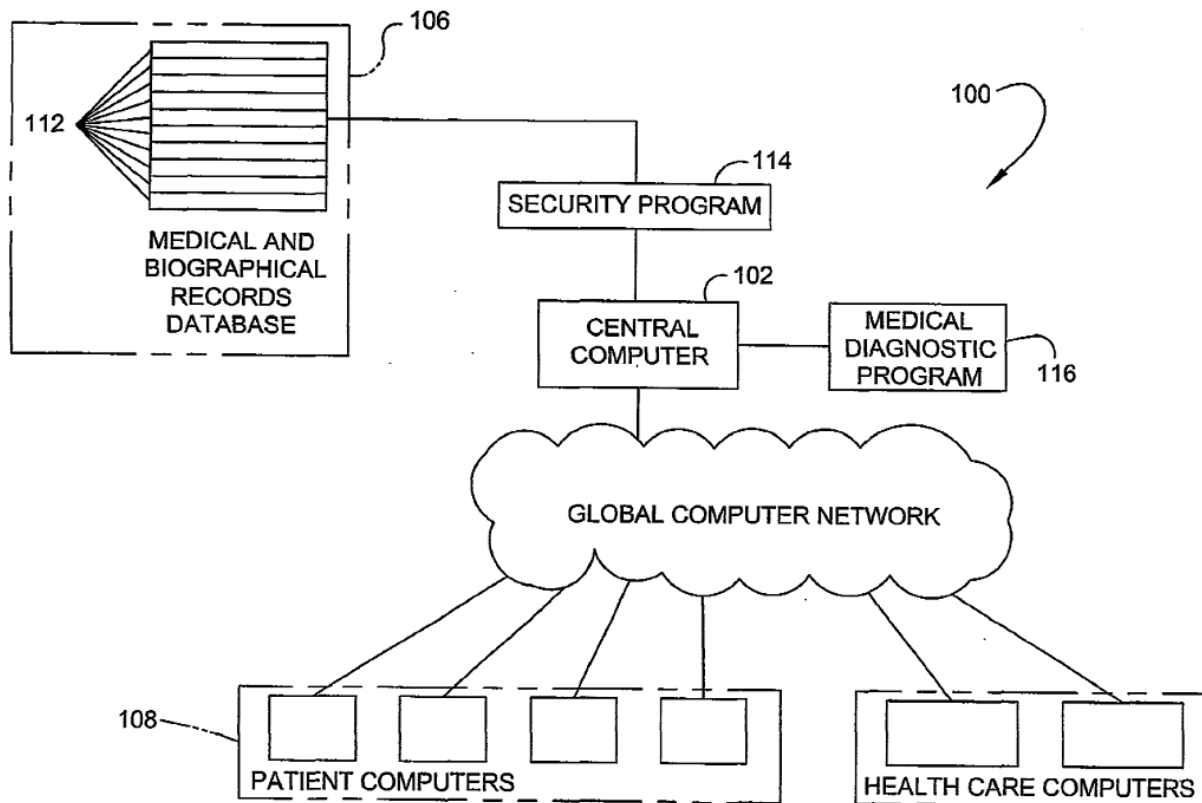 106
112
100
MEDICAL AND
BIOGRAPHICAL
RECORDS
DATABASE
114
SECURITY PROGRAM
102
CENTRAL
COMPUTER
MEDICAL
DIAGNOSTIC
PROGRAM
116
GLOBAL COMPUTER NETWORK
108
PATIENT COMPUTERS
HEALTH CARE COMPUTERS